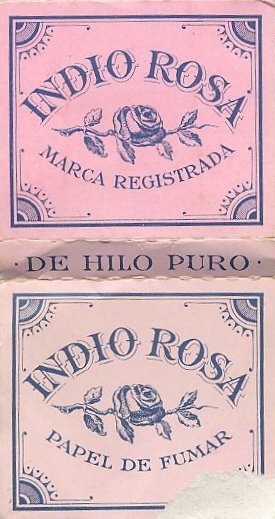 INDIO ROSA
MARCA REGISTRADA
· DE HILO PURO ·
INDIO ROSA
PAPEL DE FUMAR